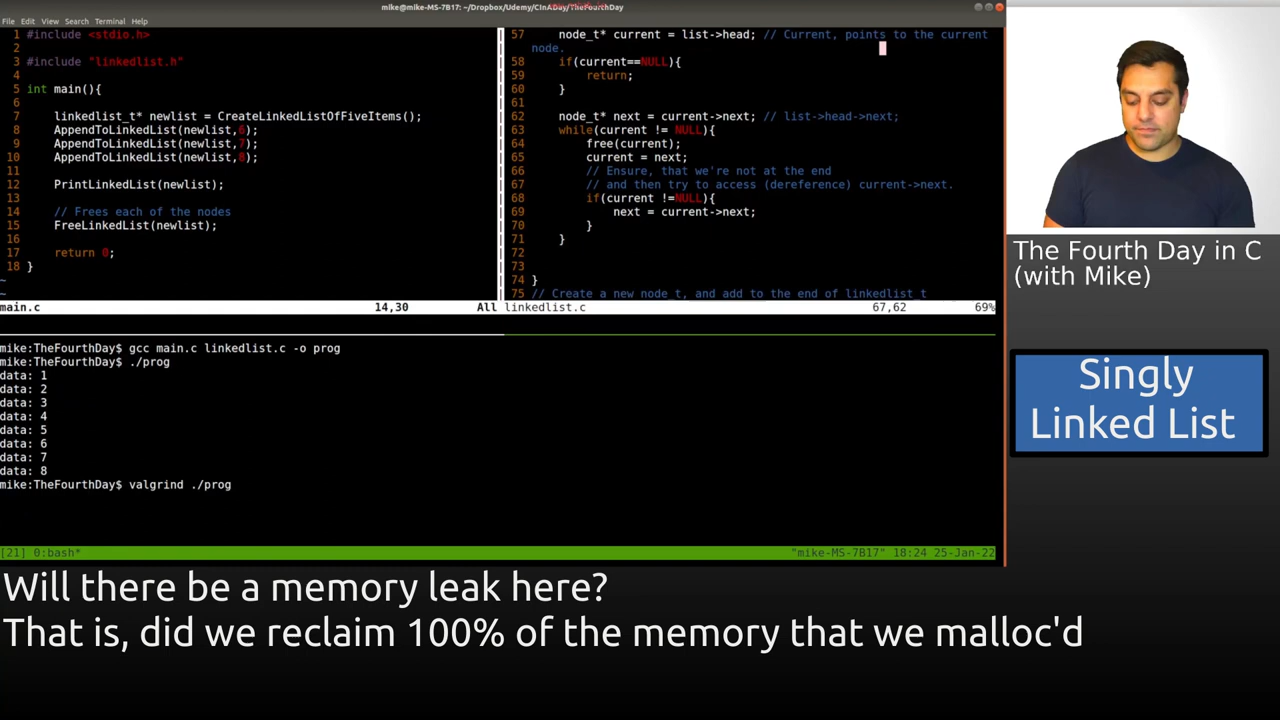 mike@mike-MS-7B17: ~/Dropbox/Udemy/CInADay/TheFourthDay
File Edit View Search Terminal Help
1 #include <stdio.h>
2
3 #include "linkedlist.h"
4
5 int main(){
6
7 linkedlist_t* newlist = CreateLinkedListOfFiveItems();
8 AppendToLinkedList(newlist,6);
9 AppendToLinkedList(newlist,7);
10 AppendToLinkedList(newlist,8);
11
12 PrintLinkedList(newlist);
13
14 // Frees each of the nodes
15 FreeLinkedList(newlist);
16
17 return 0;
18 }
~
~
main.c 14,30 All
57 node_t* current = list->head; // Current, points to the current
node.
58 if(current==NULL){
59 return;
60 }
61
62 node_t* next = current->next; // list->head->next;
63 while(current != NULL){
64 free(current);
65 current = next;
66 // Ensure, that we're not at the end
67 // and then try to access (dereference) current->next.
68 if(current !=NULL){
69 next = current->next;
70 }
71 }
72
73
74 }
75 // Create a new node_t, and add to the end of linkedlist_t
linkedlist.c 67,62 69%
mike:TheFourthDay$ gcc main.c linkedlist.c -o prog
mike:TheFourthDay$ ./prog
data: 1
data: 2
data: 3
data: 4
data: 5
data: 6
data: 7
data: 8
mike:TheFourthDay$ valgrind ./prog
[21] 0:bash* "mike-MS-7B17" 18:24 25-Jan-22
The Fourth Day in C
(with Mike)
Singly
Linked List
Will there be a memory leak here?
That is, did we reclaim 100% of the memory that we malloc'd